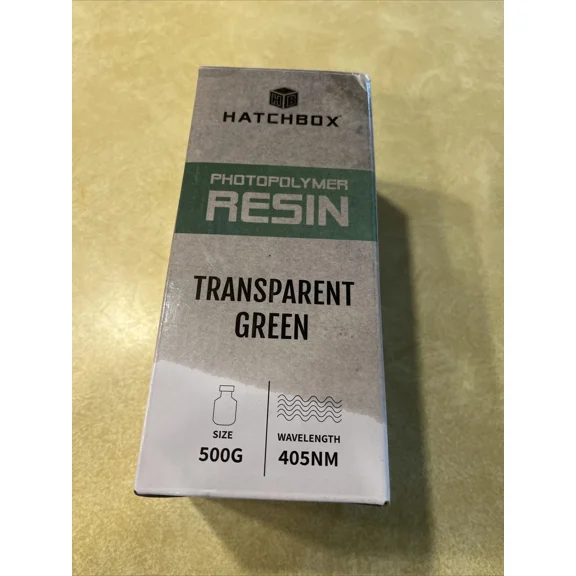 HATCHBOX
PHOTOPOLYMER
RESIN
TRANSPARENT
GREEN
SIZE
500G
WAVELENGTH
405NM